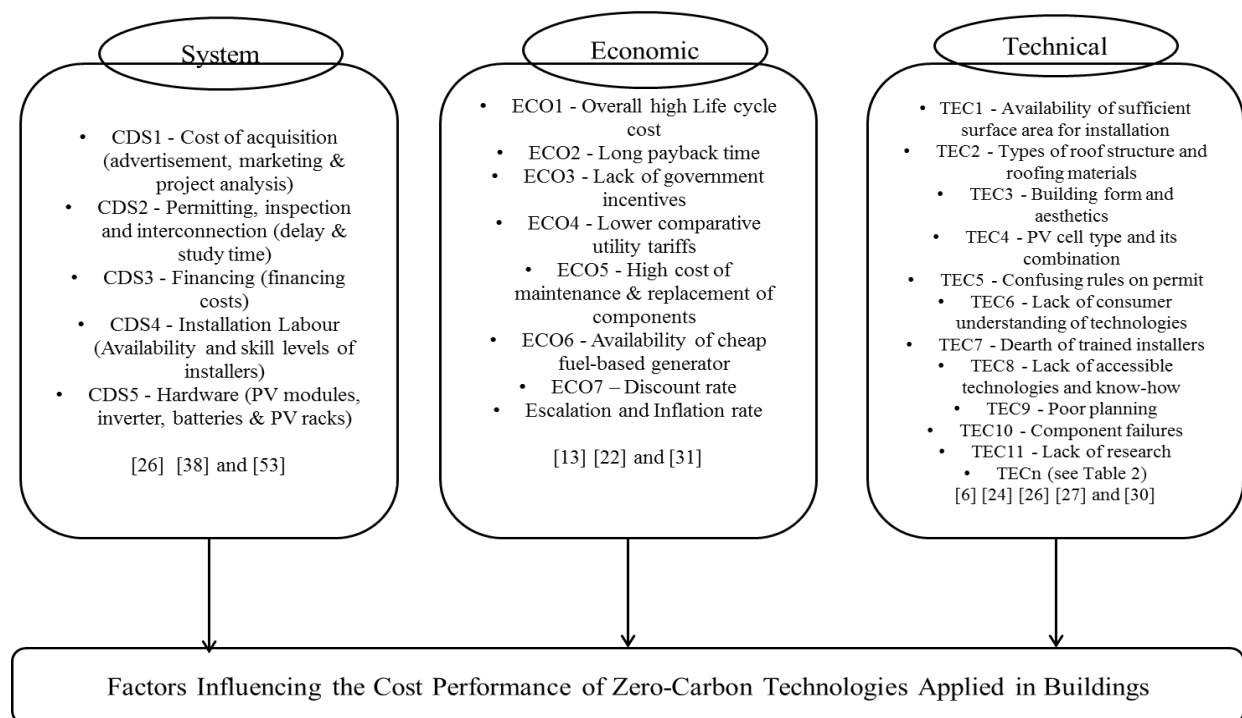 System
• CDS1 - Cost of acquisition
(advertisement, marketing &
project analysis)
• CDS2 - Permitting, inspection
and interconnection (delay &
study time)
• CDS3 - Financing (financing
costs)
• CDS4 - Installation Labour
(Availability and skill levels of
installers)
• CDS5 - Hardware (PV modules,
inverter, batteries & PV racks)
[26] [38] and [53]
Economic
• ECO1 - Overall high Life cycle
cost
• ECO2 - Long payback time
• ECO3 - Lack of government
incentives
• ECO4 - Lower comparative
utility tariffs
• ECO5 - High cost of
maintenance & replacement of
components
• ECO6 - Availability of cheap
fuel-based generator
• ECO7 – Discount rate
• Escalation and Inflation rate
[13] [22] and [31]
Technical
• TEC1 - Availability of sufficient
surface area for installation
• TEC2 - Types of roof structure and
roofing materials
• TEC3 - Building form and
aesthetics
• TEC4 - PV cell type and its
combination
• TEC5 - Confusing rules on permit
• TEC6 - Lack of consumer
understanding of technologies
• TEC7 - Dearth of trained installers
• TEC8 - Lack of accessible
technologies and know-how
• TEC9 - Poor planning
• TEC10 - Component failures
• TEC11 - Lack of research
• TECn (see Table 2)
[6] [24] [26] [27] and [30]
Factors Influencing the Cost Performance of Zero-Carbon Technologies Applied in Buildings